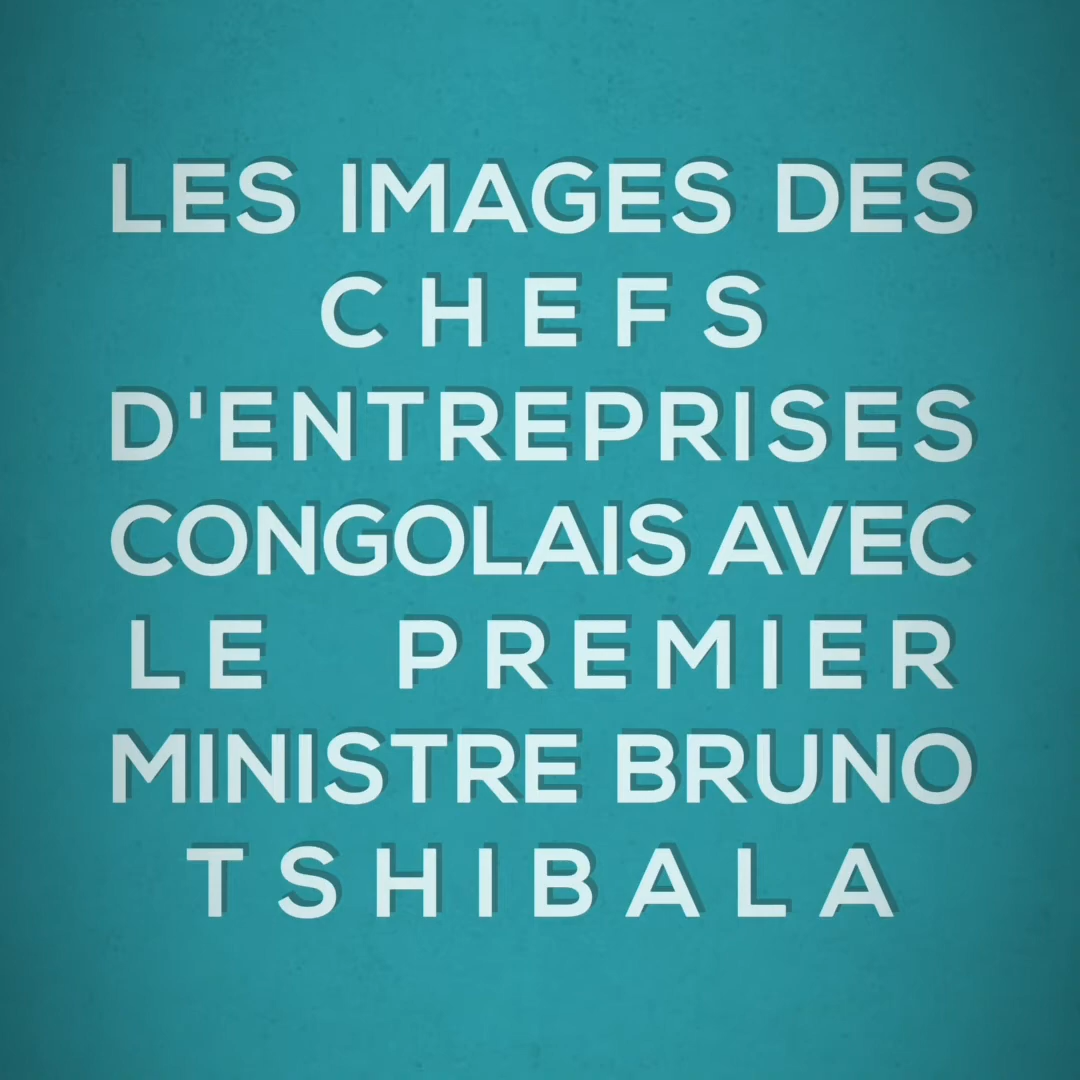 LES IMAGES DES
CHEFS
D'ENTREPRISES
CONGOLAIS AVEC
LE PREMIER
MINISTRE BRUNO
TSHIBALA